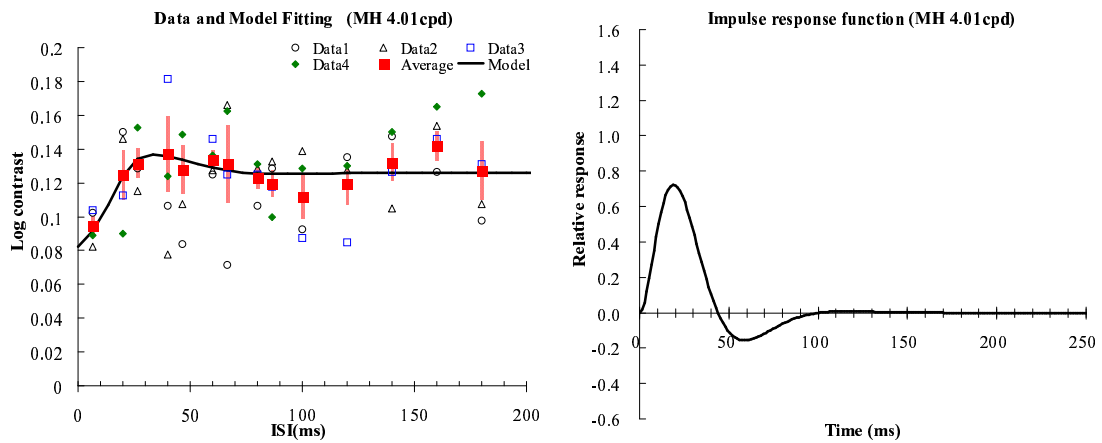 Data and Model Fitting (MH 4.01cpd)
Data1 Data2 Data3
Data4 Average Model
Log contrast
0.2
0.18
0.16
0.14
0.12
0.1
0.08
0.06
0.04
0.02
0
0 50 100 150 200
ISI(ms)
Impulse response function (MH 4.01cpd)
Relative response
1.6
1.4
1.2
1.0
0.8
0.6
0.4
0.2
0.0
-0.2
-0.4
-0.6
0 50 100 150 200 250
Time (ms)